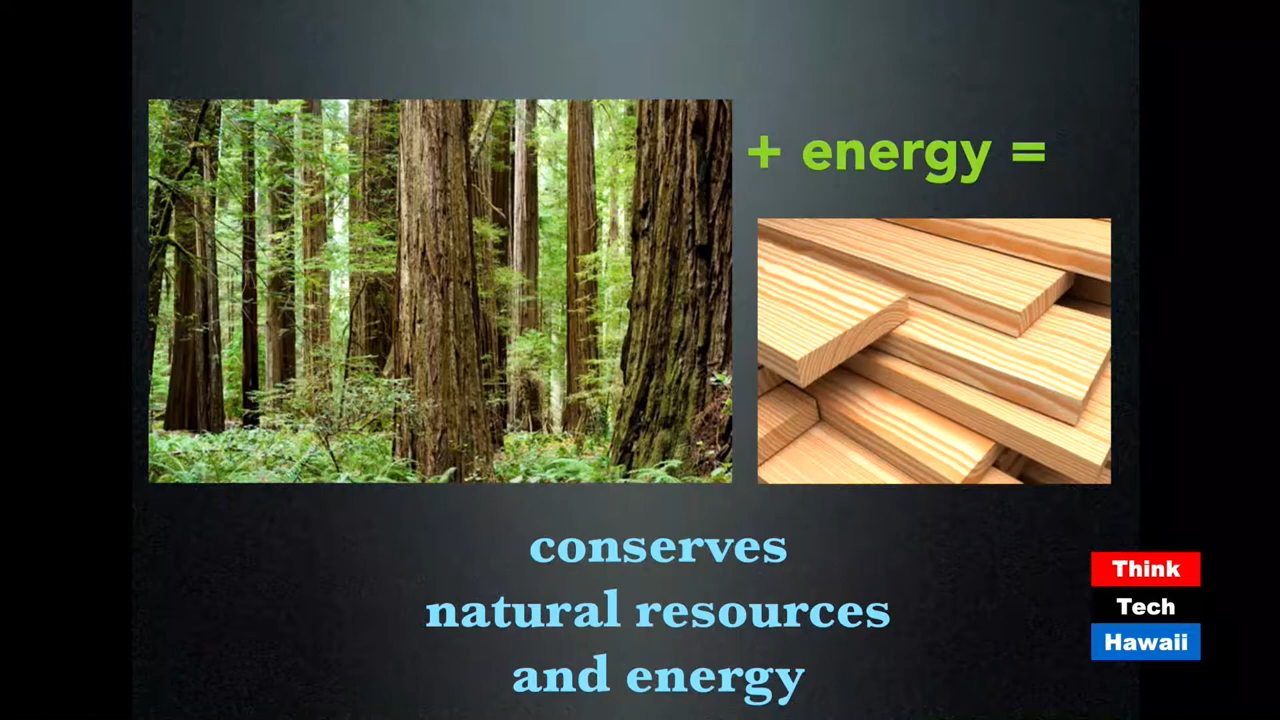 + energy =
conserves
natural resources
and energy
Think
Tech
Hawaii